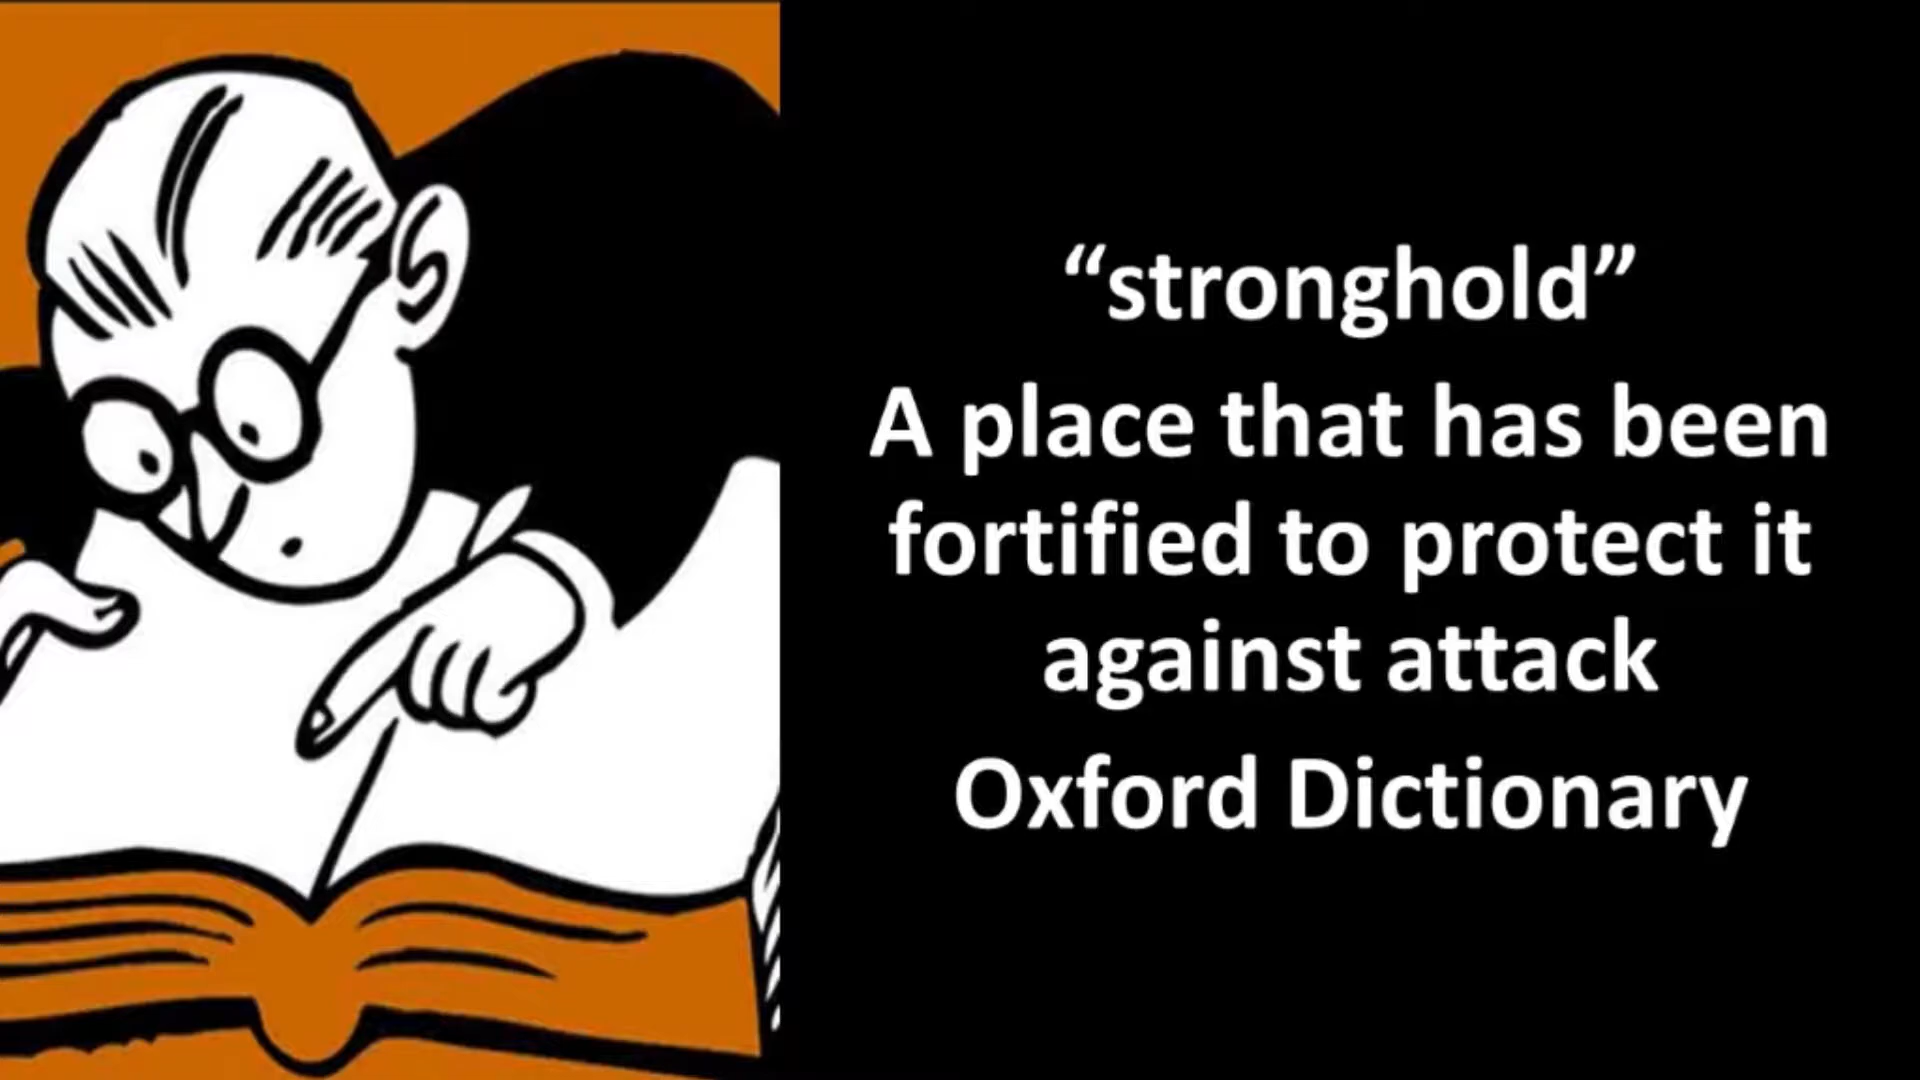 “stronghold”
A place that has been
fortified to protect it
against attack
Oxford Dictionary